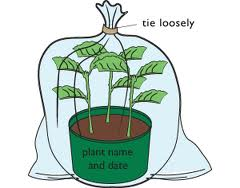 tie loosely
plant name
and date